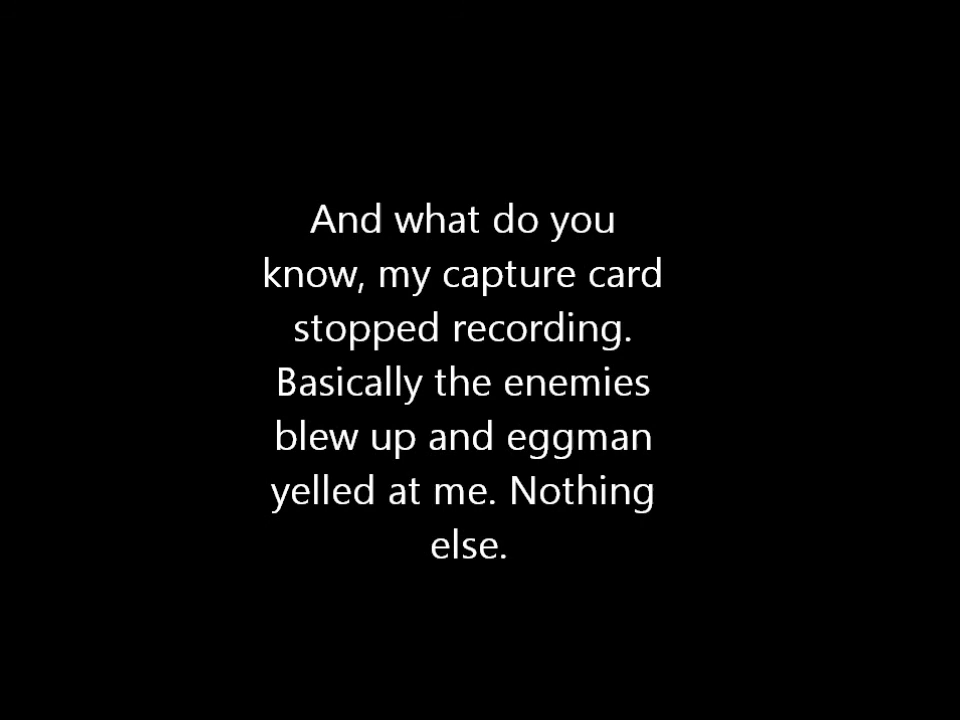 And what do you
know, my capture card
stopped recording.
Basically the enemies
blew up and eggman
yelled at me. Nothing
else.